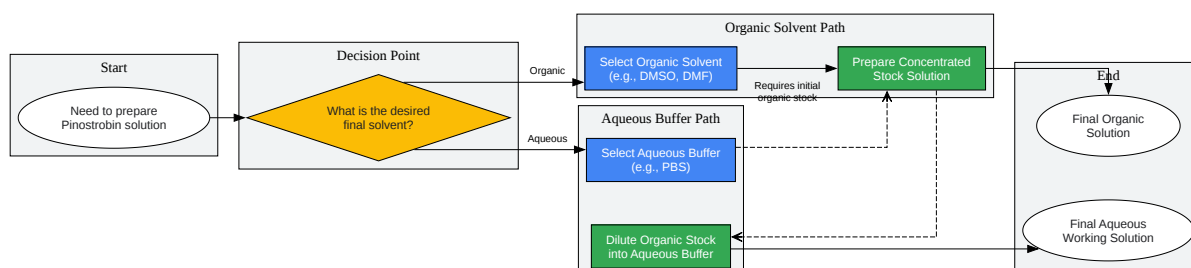 Start
Need to prepare
Pinostrobin solution
Decision Point
What is the desired
final solvent?
Organic
Aqueous
Organic Solvent Path
Select Organic Solvent
(e.g., DMSO, DMF)
Requires initial
organic stock
Prepare Concentrated
Stock Solution
Aqueous Buffer Path
Select Aqueous Buffer
(e.g., PBS)
Dilute Organic Stock
into Aqueous Buffer
End
Final Organic
Solution
Final Aqueous
Working Solution